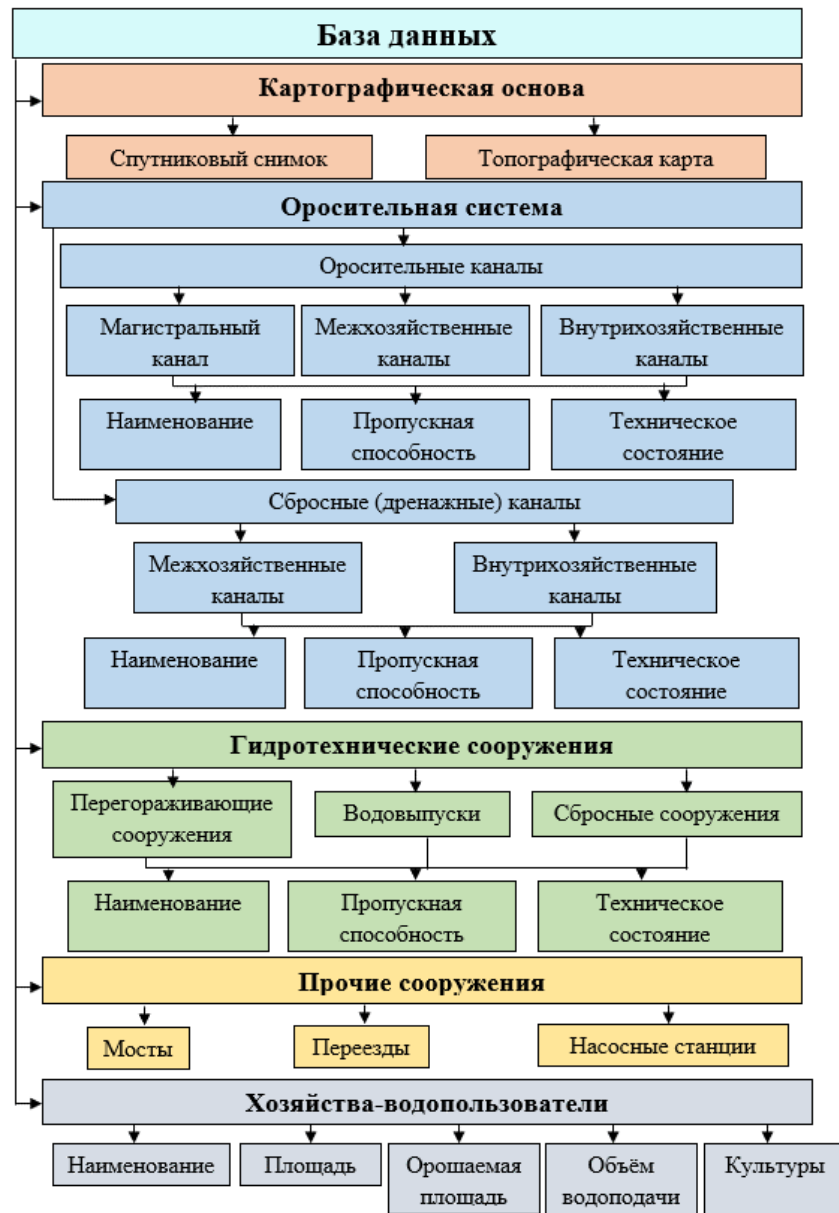 База данных
Картографическая основа
Спутниковый снимок
Топографическая карта
Оросительная система
Оросительные каналы
Магистральный
канал
Межхозяйственные
каналы
Внутрихозяйственные
каналы
Наименование
Пропускная
способность
Техническое
состояние
Сбросные (дренажные) каналы
Межхозяйственные
каналы
Внутрихозяйственные
каналы
Наименование
Пропускная
способность
Техническое
состояние
Гидротехнические сооружения
Перегораживающие
сооружения
Водовыпуски
Сбросные сооружения
Наименование
Пропускная
способность
Техническое
состояние
Прочие сооружения
Мосты
Переезды
Насосные станции
Хозяйства-водопользователи
Наименование
Площадь
Орошаемая
площадь
Объём
водоподачи
Культуры